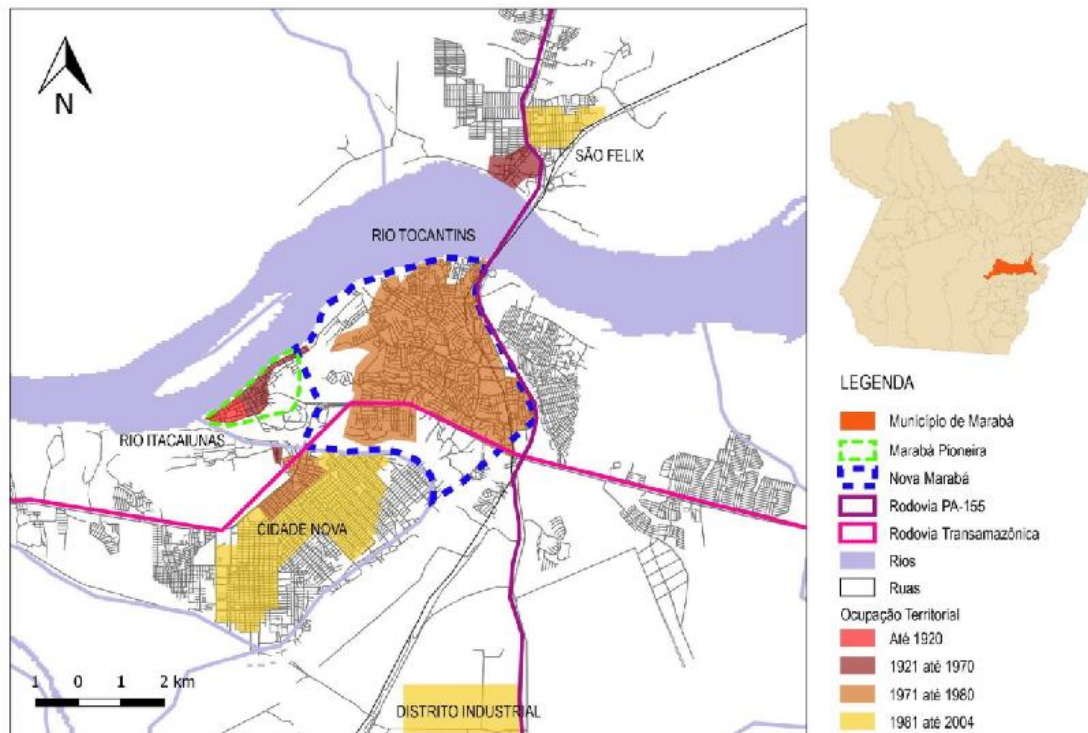 N
SÃO FELIX
RIO TOCANTINS
RIO ITACAIUNAS
CIDADE NOVA
DISTRITO INDUSTRIAL
1 0 1 2 km
LEGENDA
Município de Marabá
Marabá Pioneira
Nova Marabá
Rodovia PA-155
Rodovia Transamazônica
Rios
Ruas
Ocupação Territorial
Até 1920
1921 até 1970
1971 até 1980
1981 até 2004